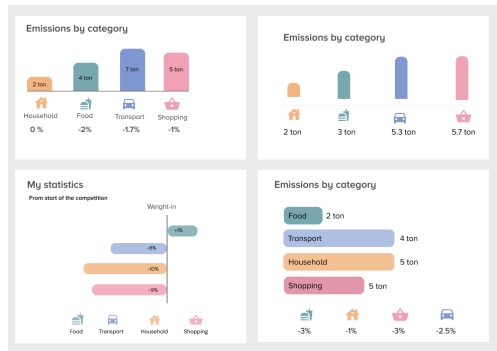 Emissions by category
2 ton
4 ton
7 ton
5 ton
Household Food Transport Shopping
0 % -2% -1.7% -1%
Emissions by category
2 ton 3 ton 5.3 ton 5.7 ton
My statistics
From start of the competition
Weight-in
+1%
-8%
-10%
-9%
Food Transport Household Shopping
Emissions by category
Food 2 ton
Transport 4 ton
Household 5 ton
Shopping 5 ton
-3% -1% -3% -2.5%